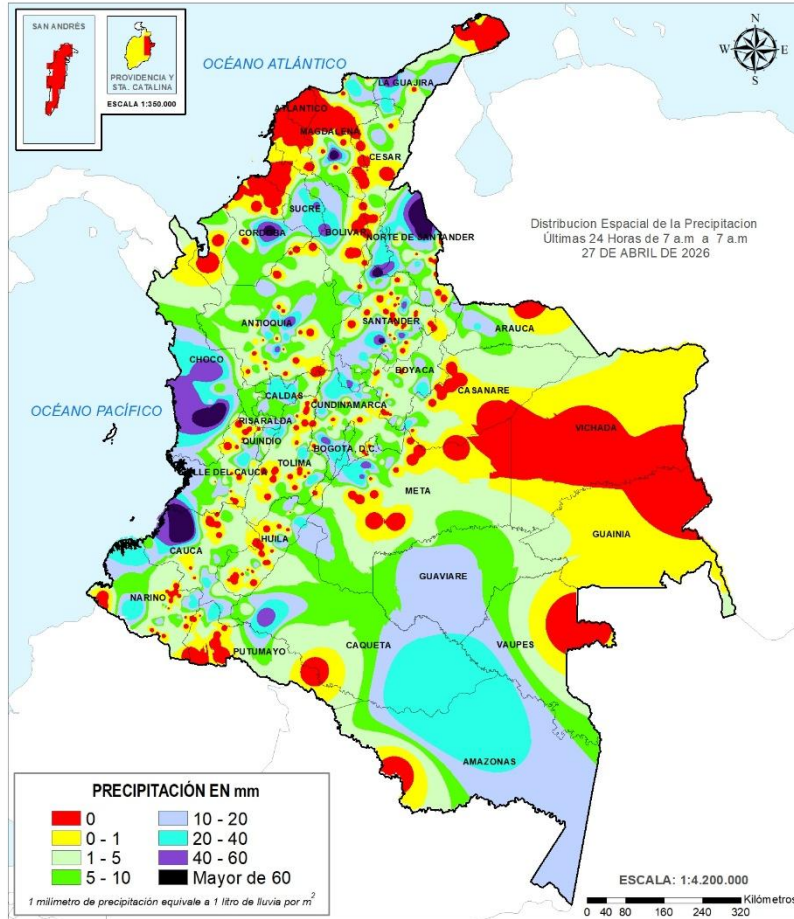 SAN ANDRÉS
PROVIDENCIA Y
STA. CATALINA
ESCALA 1:350.000
OCÉANO ATLÁNTICO
N
W
E
S
LA GUAJIRA
ATLANTICO
MAGDALENA
CESAR
SUCRE
CORDOBA
BOLIVAR
NORTE DE SANTANDER
Distribucion Espacial de la Precipitacion
Últimas 24 Horas de 7 a.m a 7 a.m
27 DE ABRIL DE 2026
ANTIOQUIA
SANTANDER
ARAUCA
CHOCO
BOYACA
CASANARE
OCÉANO PACÍFICO
CALDAS
CUNDINAMARCA
RISARALDA
VICHADA
QUINDIO
BOGOTA, D.C.
VALLE DEL CAUCA
TOLIMA
META
GUAINIA
CAUCA
HUILA
GUAVIARE
NARIÑO
PUTUMAYO
CAQUETA
VAUPES
AMAZONAS
PRECIPITACIÓN EN mm
0
10 - 20
0 - 1
20 - 40
1 - 5
40 - 60
5 - 10
Mayor de 60
1 milímetro de precipitación equivale a 1 litro de lluvia por m²
ESCALA: 1:4.200.000
Kilómetros
0 40 80 160 240 320